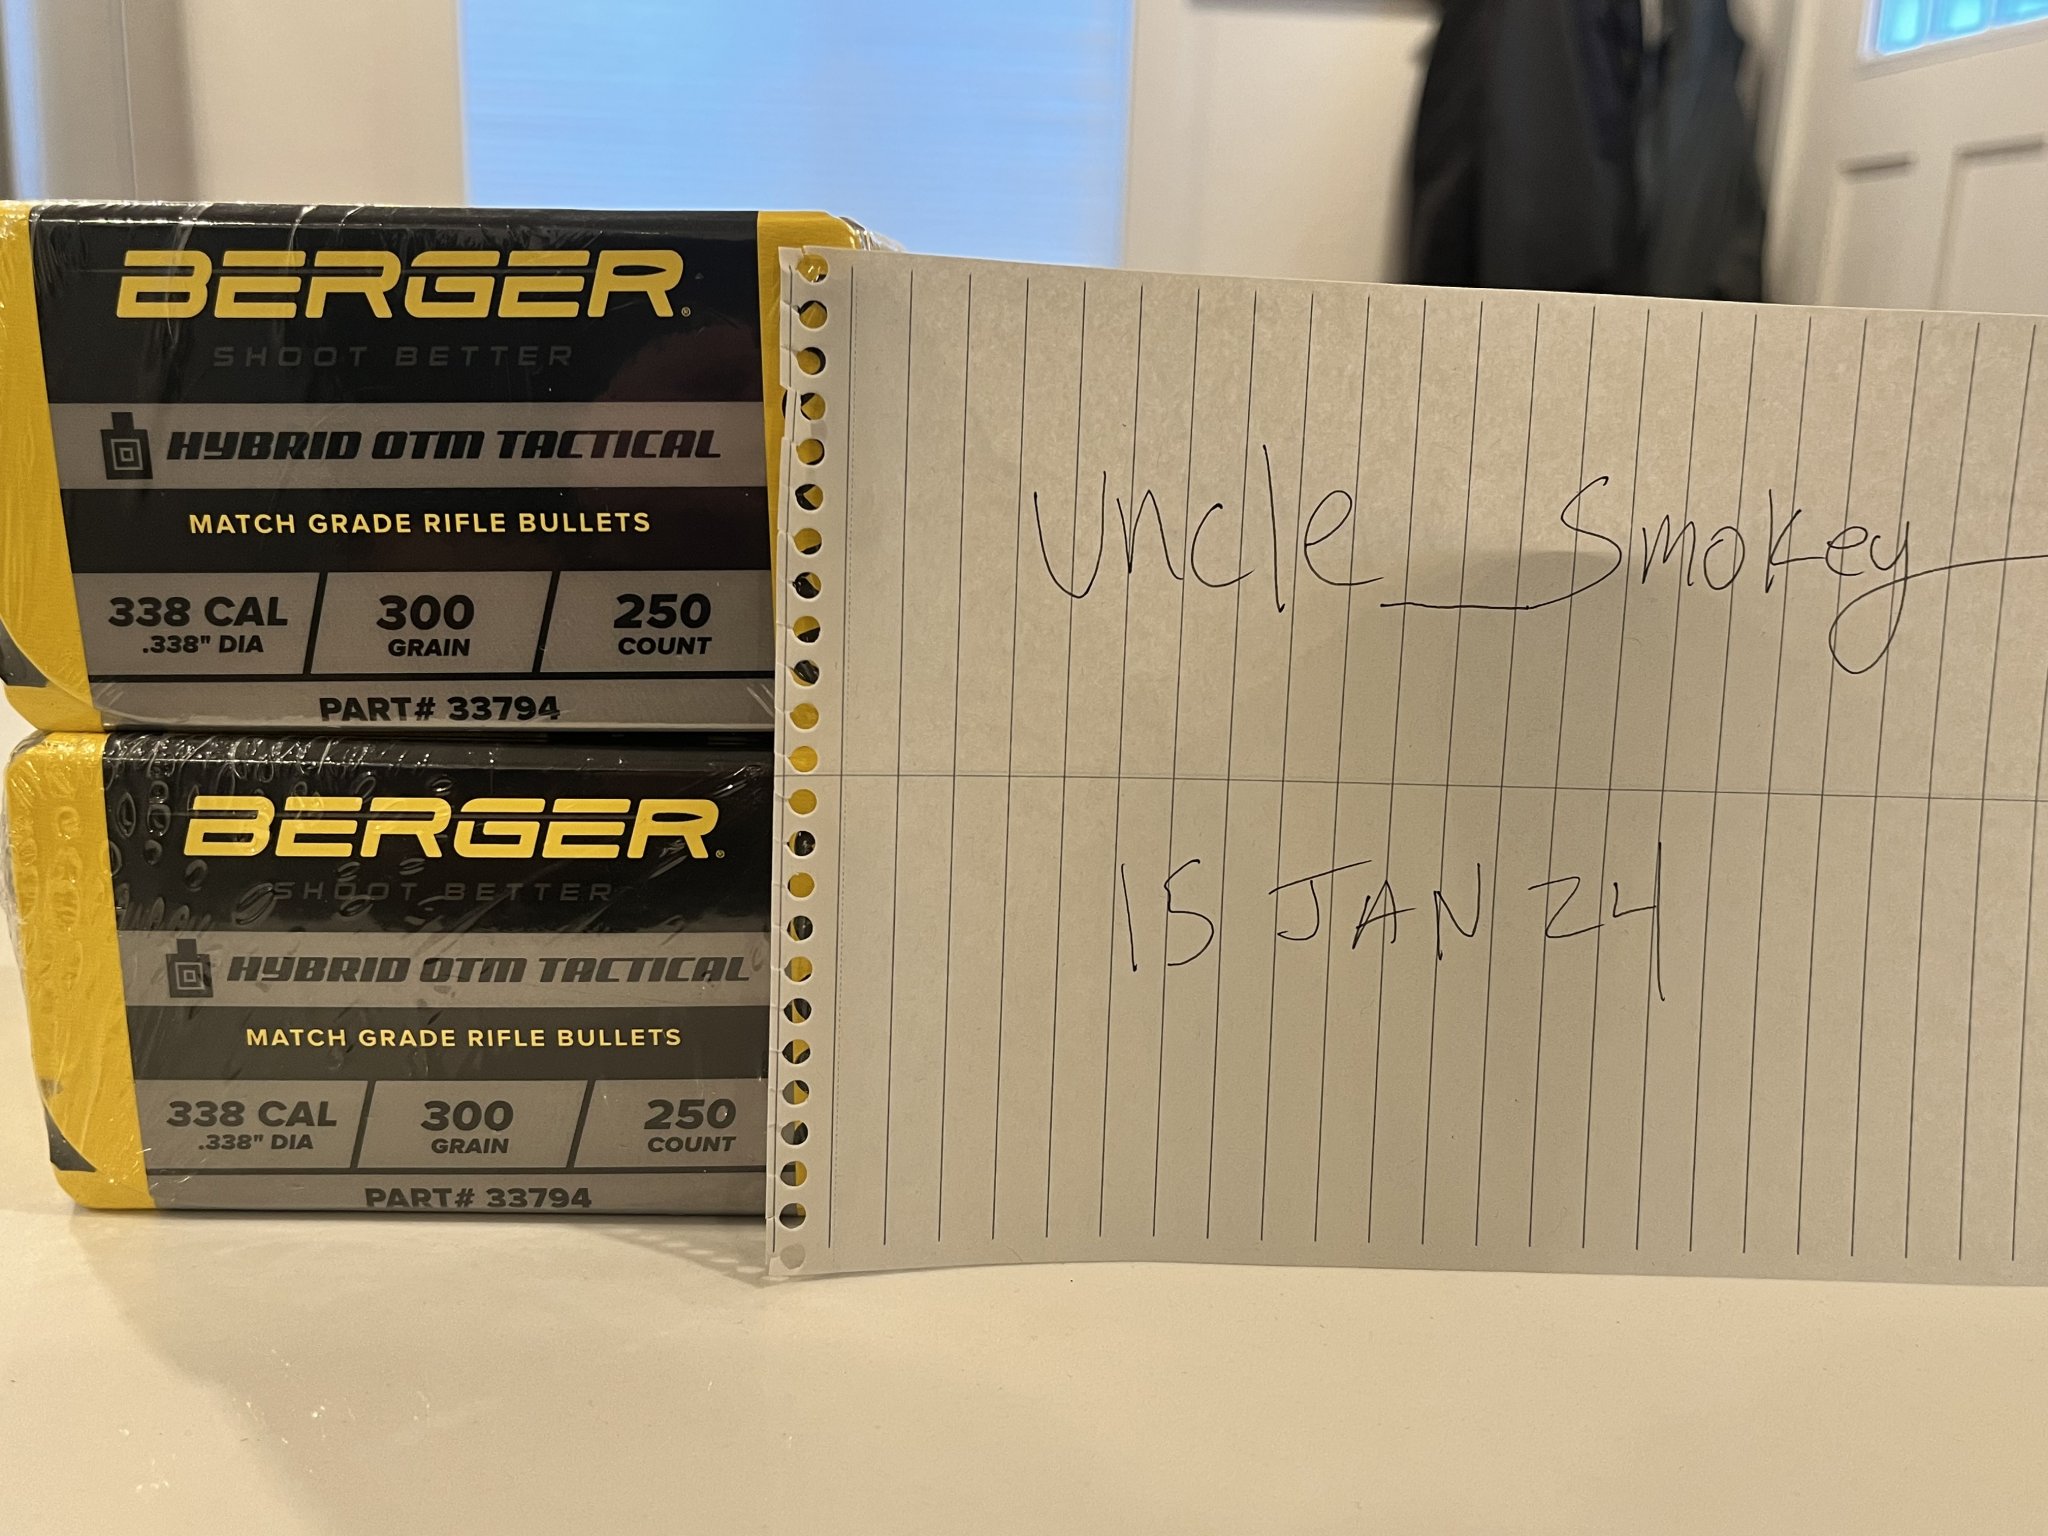 BERGER®
SHOOT BETTER
HYBRID OTM TACTICAL
MATCH GRADE RIFLE BULLETS
338 CAL
.338" DIA
300
GRAIN
250
COUNT
PART# 33794
BERGER®
SHOOT BETTER
HYBRID OTM TACTICAL
MATCH GRADE RIFLE BULLETS
338 CAL
.338" DIA
300
GRAIN
250
COUNT
PART# 33794
Uncle_Smokey_
15 JAN 24